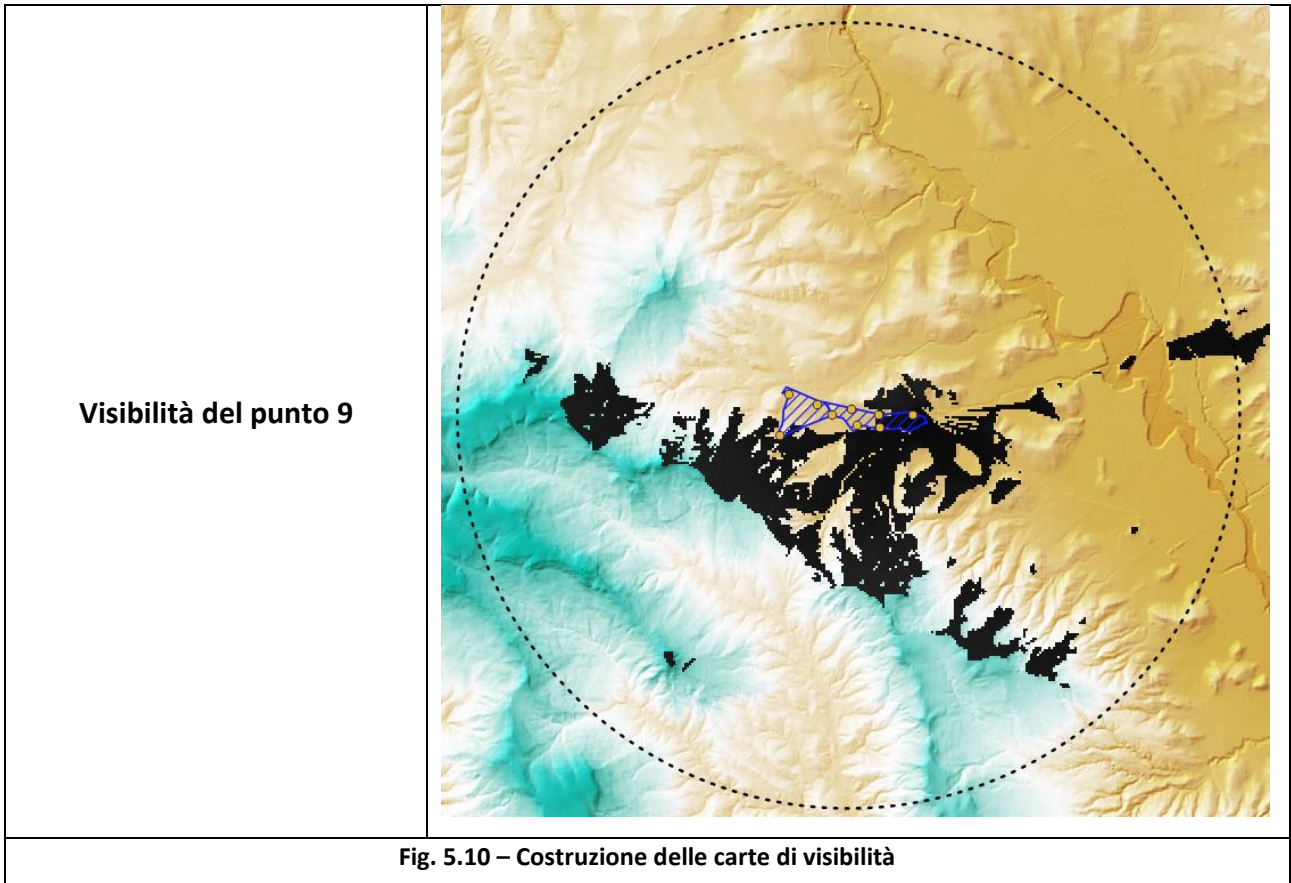 Visibilità del punto 9
Fig. 5.10 – Costruzione delle carte di visibilità